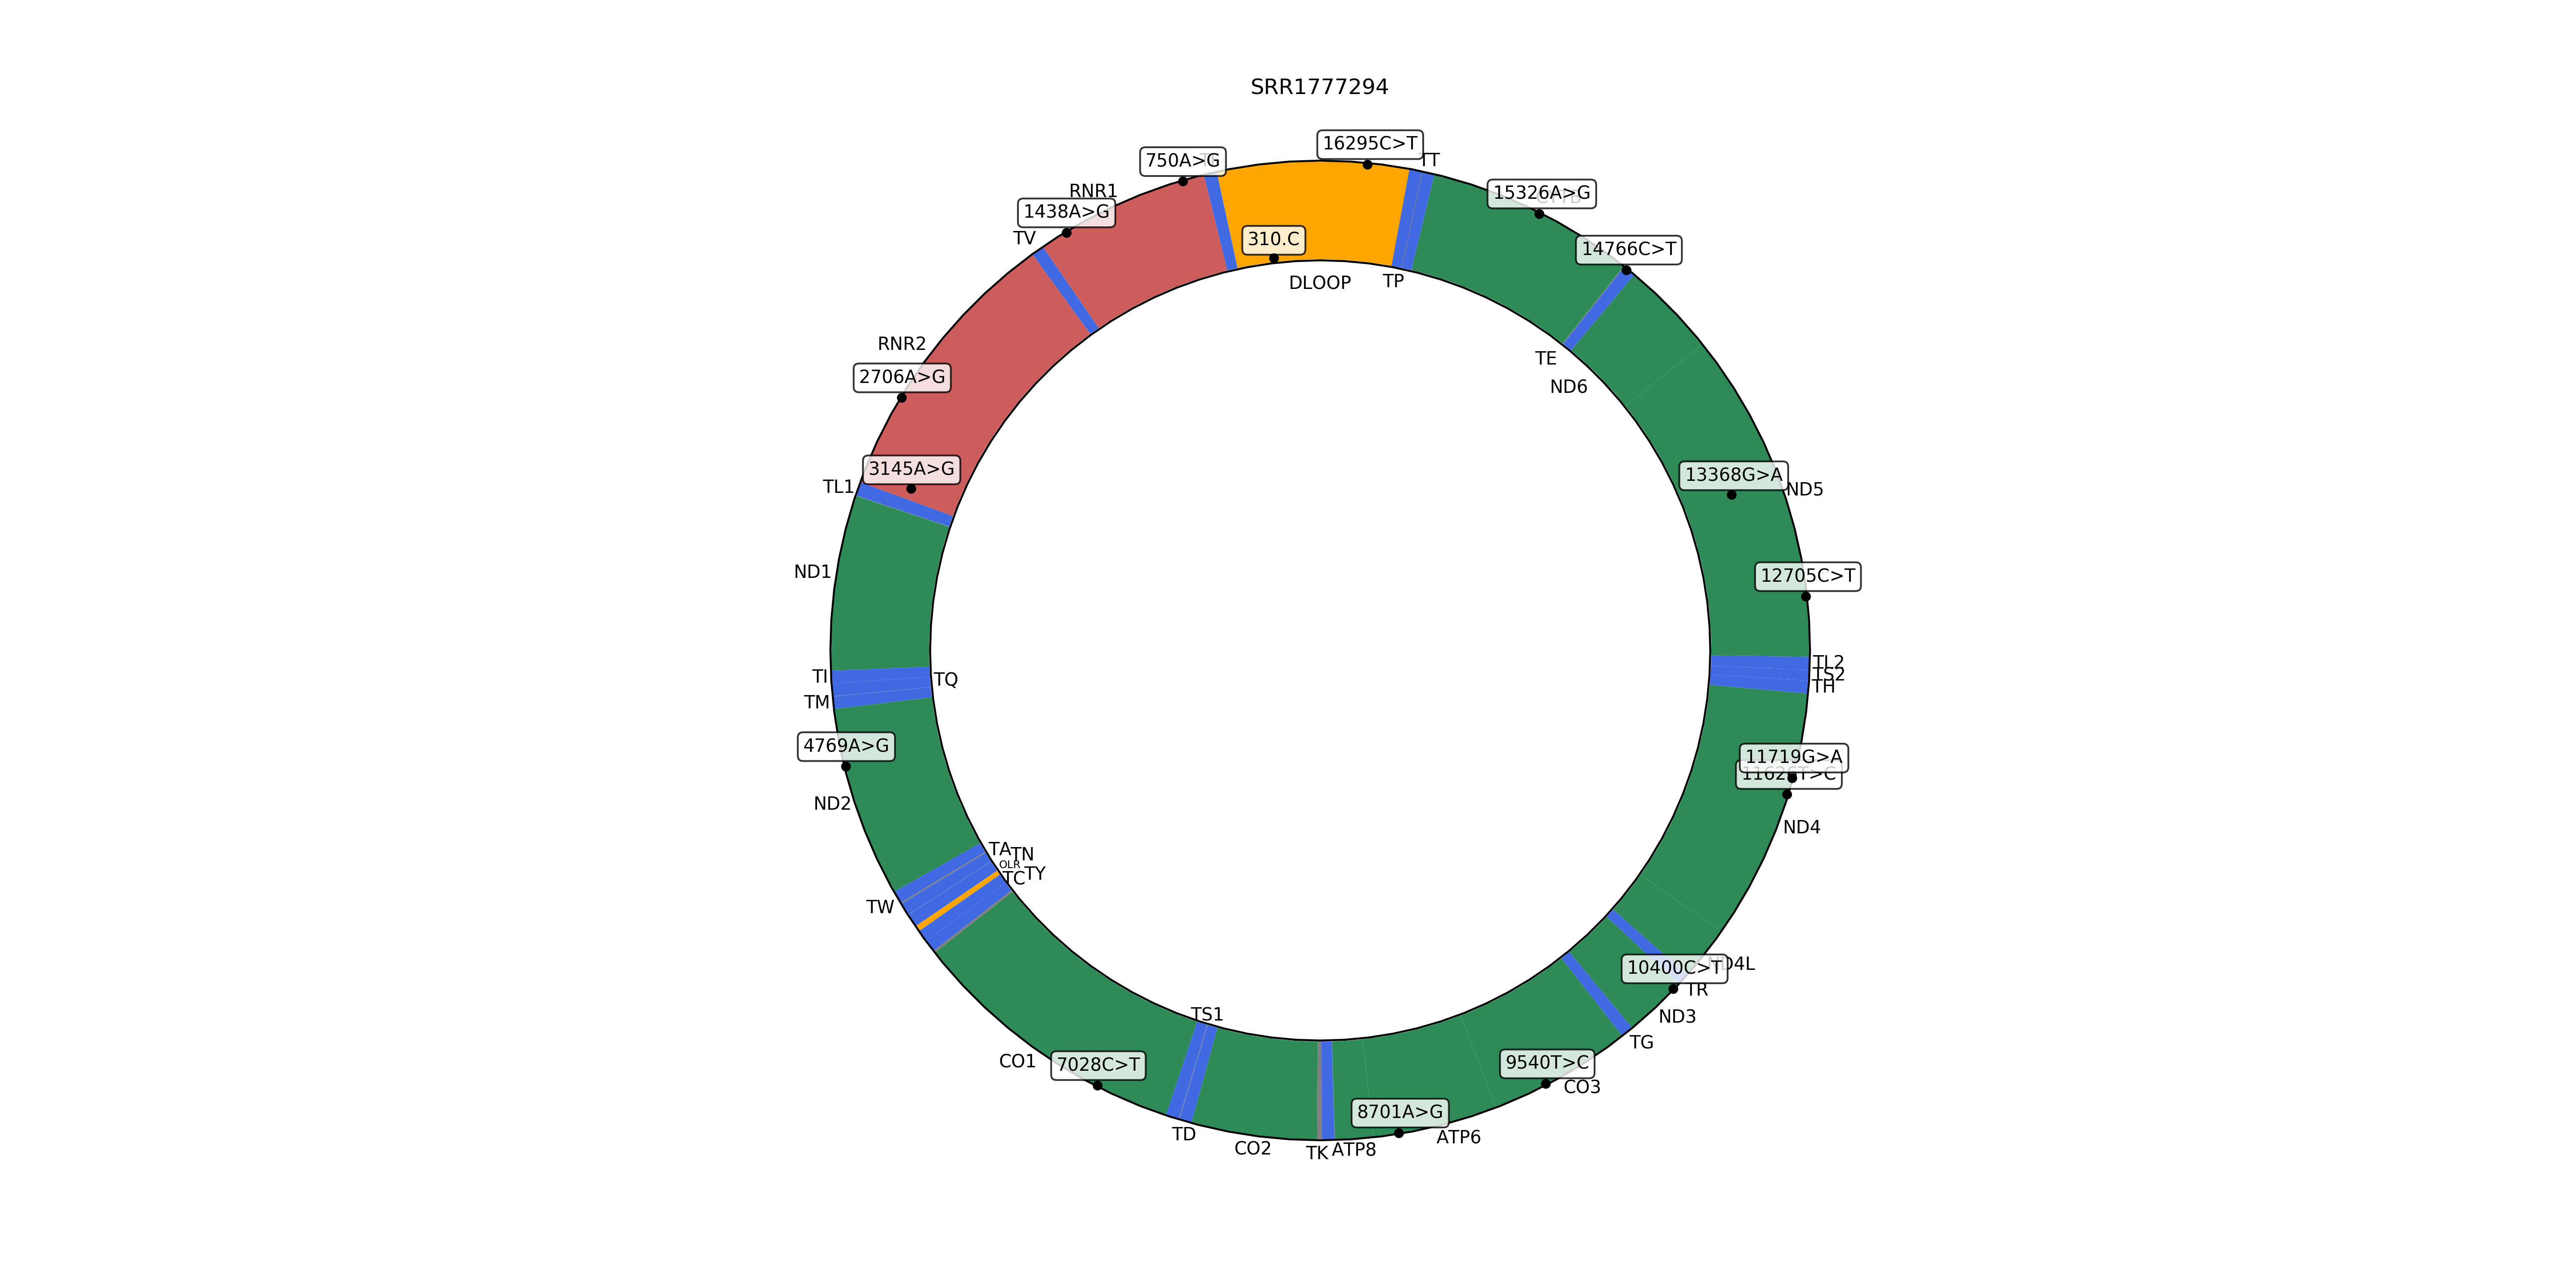 SRR1777294
16295C>T
TT
750A>G
RNR1
1438A>G
TV
310.C
DLOOP
TP
15326A>G
14766C>T
TE
ND6
RNR2
2706A>G
3145A>G
TL1
13368G>A
ND5
12705C>T
ND1
TI
TQ
TM
TL2
TS2
TH
4769A>G
ND2
11719G>A
ND4
TA
TN
OLR
TY
TC
TW
10400C>T
TR
ND3
TG
TS1
CO1
7028C>T
9540T>C
CO3
8701A>G
TD
CO2
TK
ATP8
ATP6